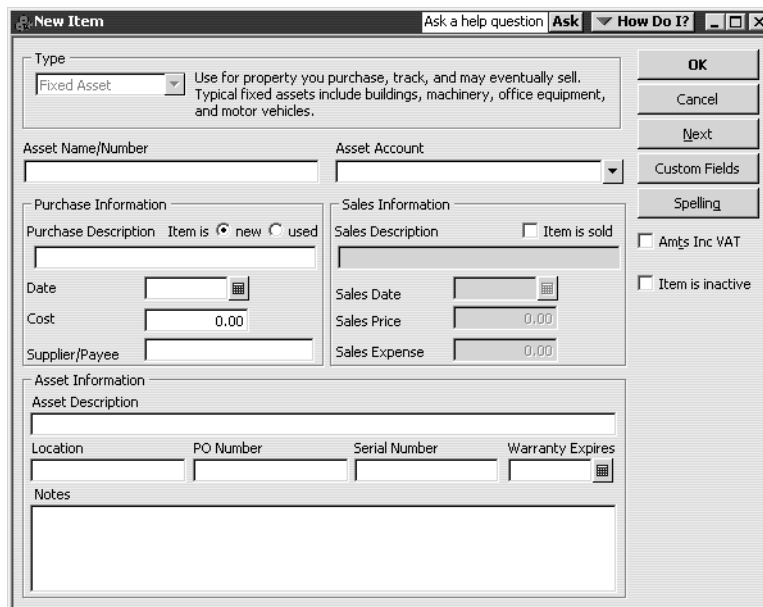 New Item
Ask a help question Ask How Do I?
Type
Fixed Asset
Use for property you purchase, track, and may eventually sell.
Typical fixed assets include buildings, machinery, office equipment,
and motor vehicles.
OK
Cancel
Next
Custom Fields
Spelling
Amts Inc VAT
Item is inactive
Asset Name/Number
Asset Account
Purchase Information
Purchase Description Item is new used
Date
Cost 0.00
Supplier/Payee
Sales Information
Sales Description Item is sold
Sales Date
Sales Price 0.00
Sales Expense 0.00
Asset Information
Asset Description
Location PO Number Serial Number Warranty Expires
Notes